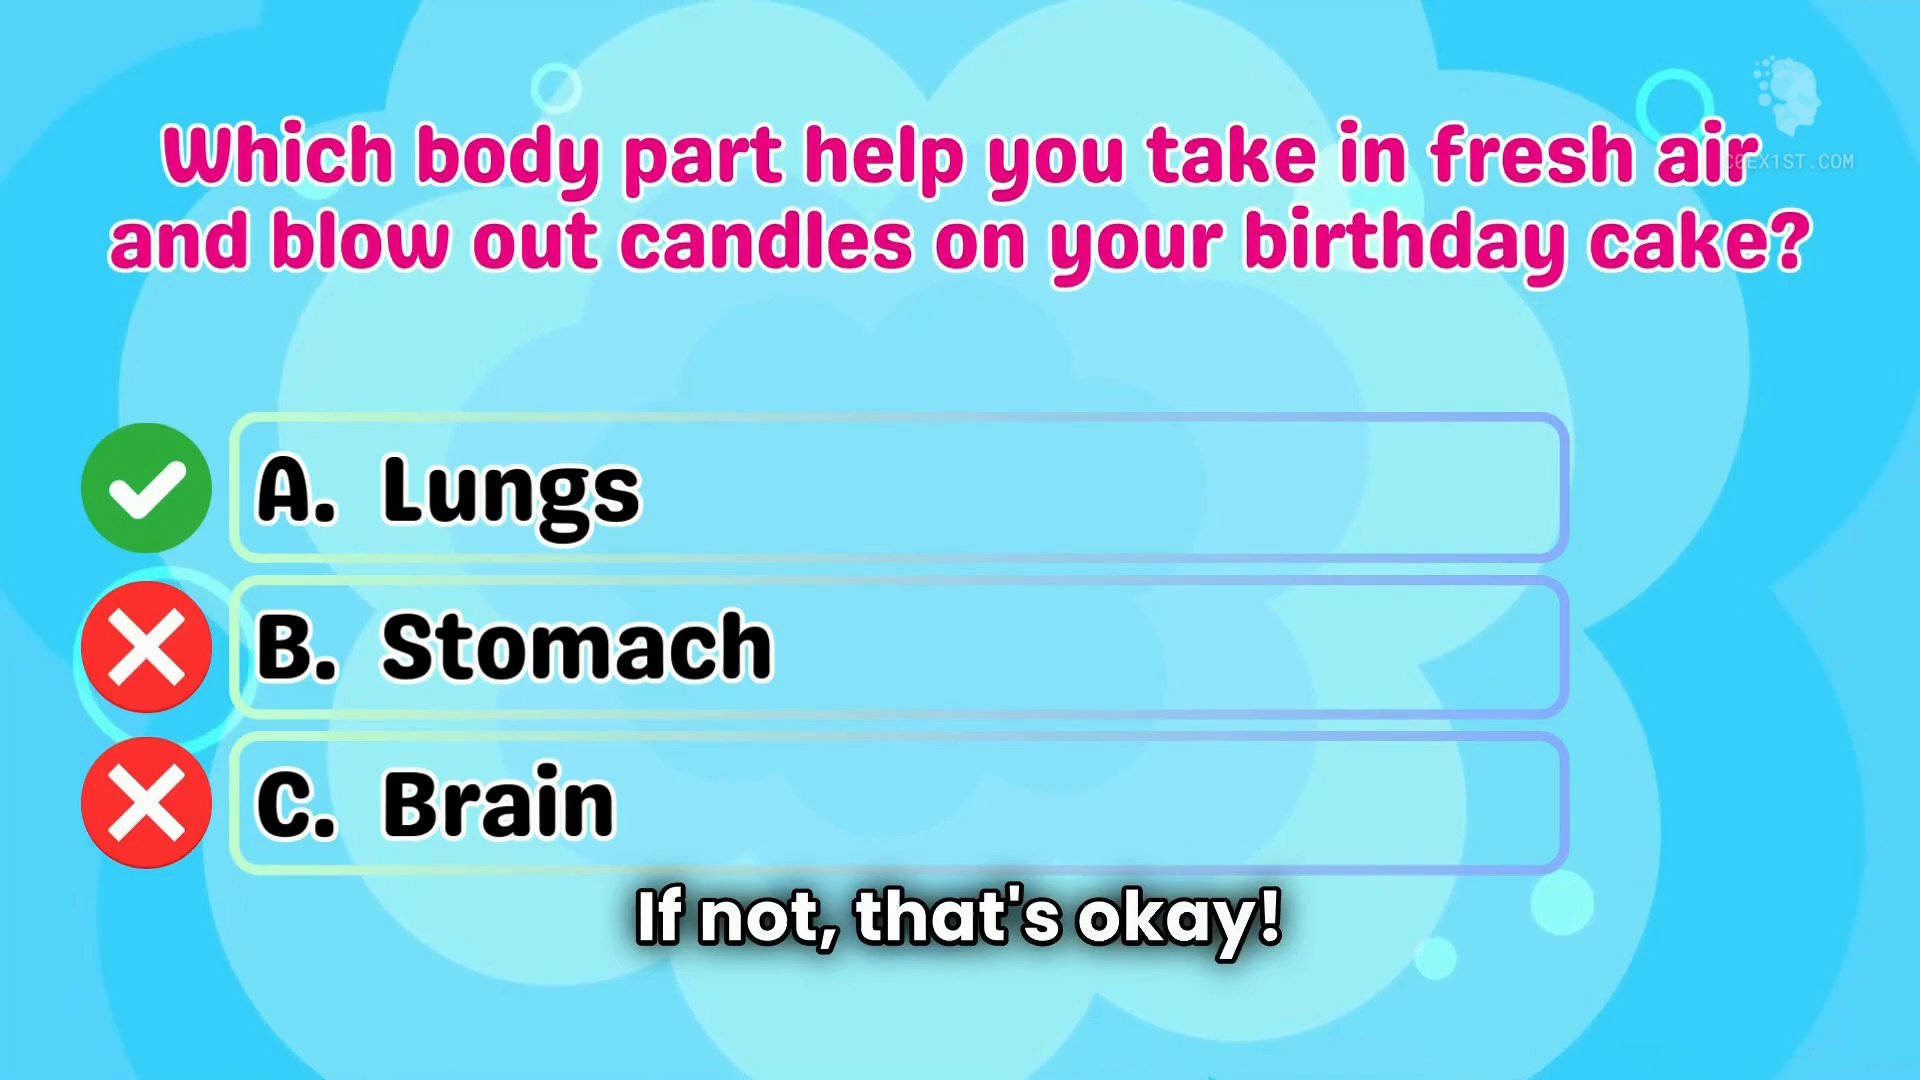 Which body part help you take in fresh air
and blow out candles on your birthday cake?
A. Lungs
B. Stomach
C. Brain
If not, that's okay!